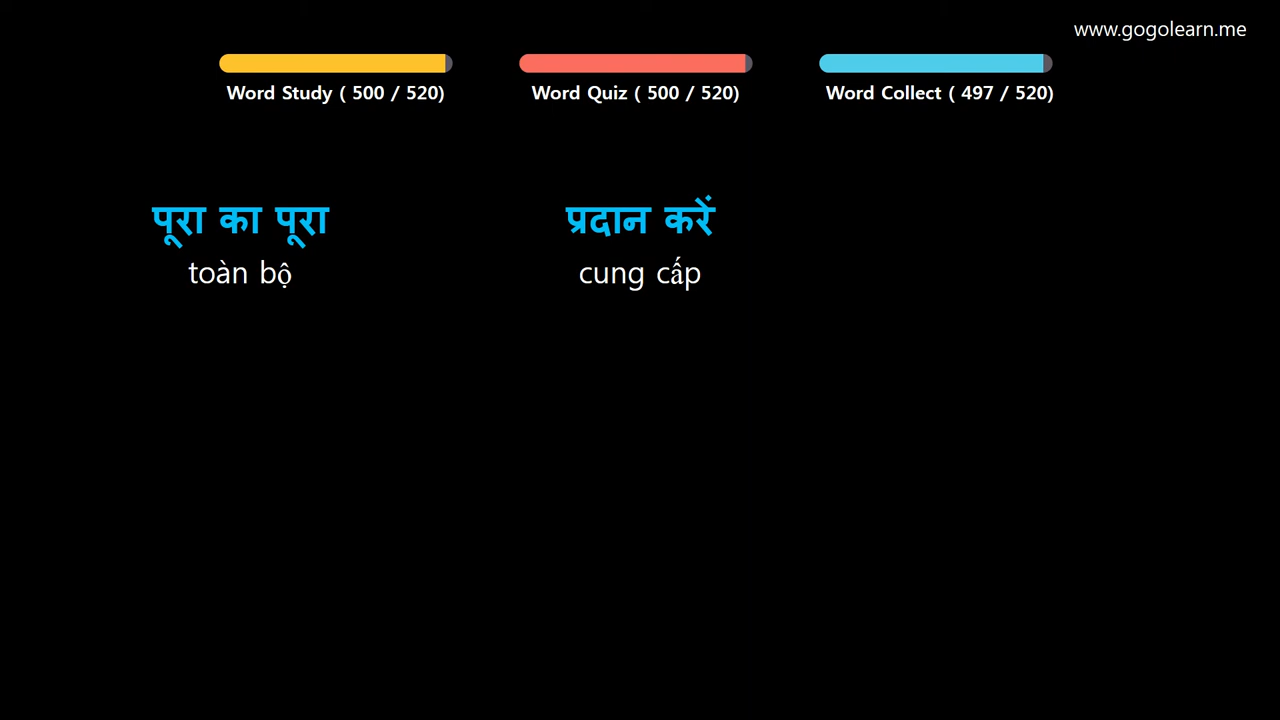 www.gogolearn.me
Word Study ( 500 / 520)
Word Quiz ( 500 / 520)
Word Collect ( 497 / 520)
पूरा का पूरा
toàn bộ
प्रदान करें
cung cấp